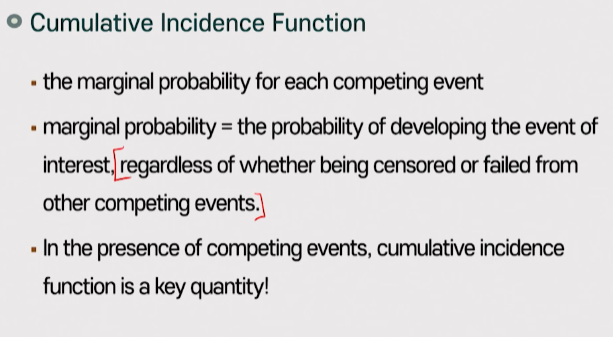 Cumulative Incidence Function
the marginal probability for each competing event
marginal probability = the probability of developing the event of
interest, [regardless of whether being censored or failed from
other competing events.]
In the presence of competing events, cumulative incidence
function is a key quantity!